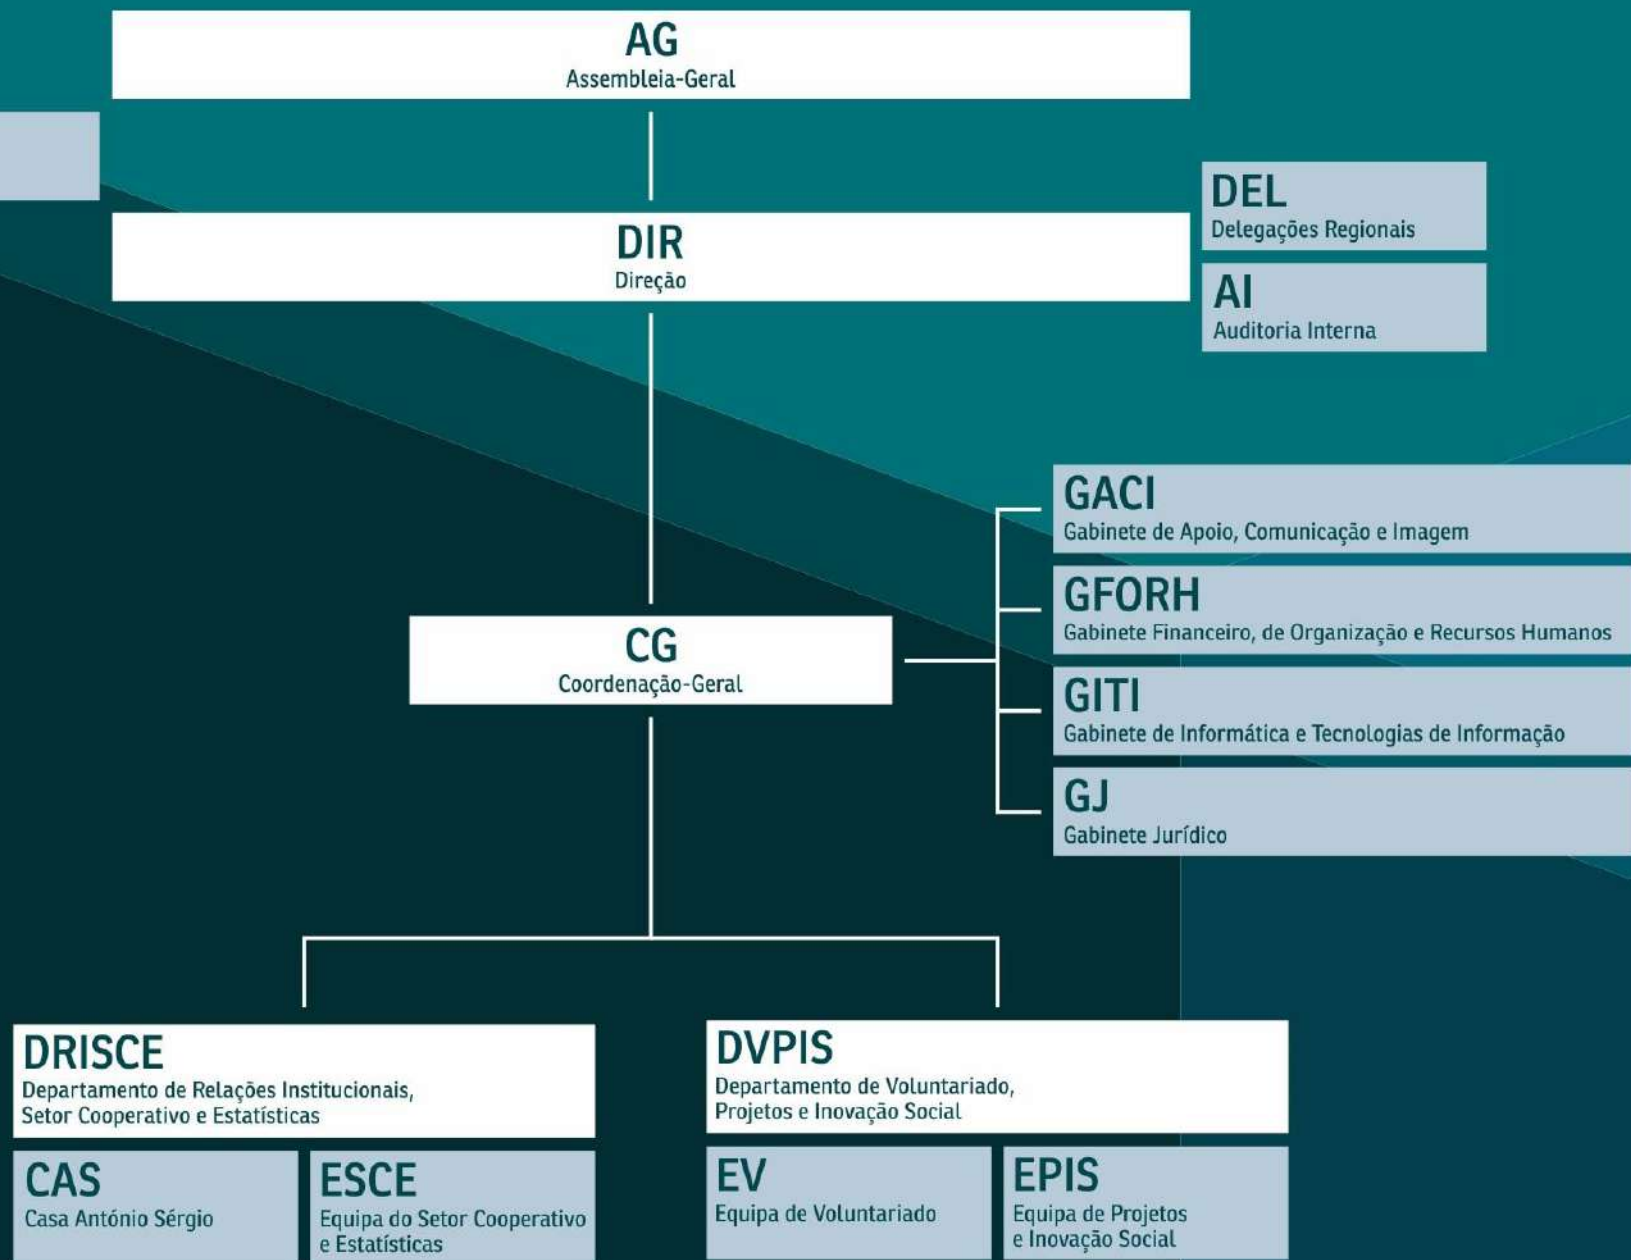 AG
Assembleia-Geral
DIR
Direção
DEL
Delegações Regionais
AI
Auditoria Interna
GACI
Gabinete de Apoio, Comunicação e Imagem
GFORH
Gabinete Financeiro, de Organização e Recursos Humanos
CG
Coordenação-Geral
GITI
Gabinete de Informática e Tecnologias de Informação
GJ
Gabinete Jurídico
DRISCE
Departamento de Relações Institucionais,
Setor Cooperativo e Estatísticas
CAS
Casa António Sérgio
ESCE
Equipa do Setor Cooperativo
e Estatísticas
DVPIS
Departamento de Voluntariado,
Projetos e Inovação Social
EV
Equipa de Voluntariado
EPIS
Equipa de Projetos
e Inovação Social